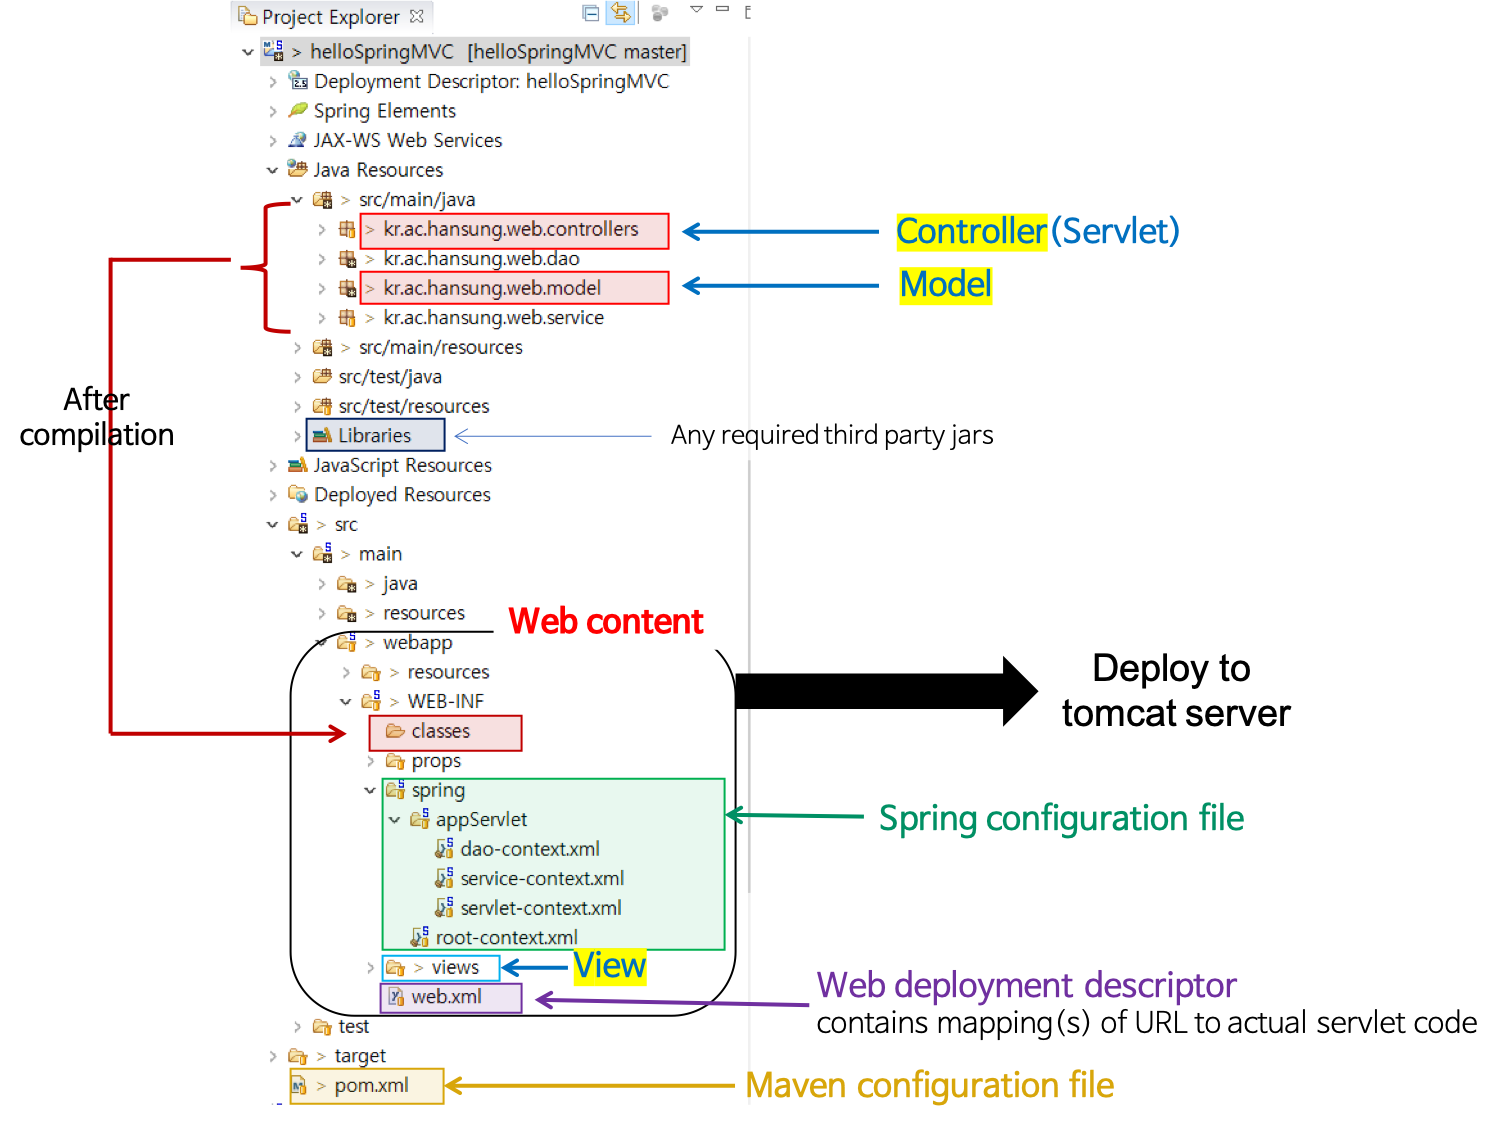 Project Explorer
> helloSpringMVC [helloSpringMVC master]
Deployment Descriptor: helloSpringMVC
Spring Elements
JAX-WS Web Services
Java Resources
> src/main/java
> kr.ac.hansung.web.controllers
Controller (Servlet)
> kr.ac.hansung.web.dao
> kr.ac.hansung.web.model
Model
> kr.ac.hansung.web.service
> src/main/resources
src/test/java
After
compilation
src/test/resources
Libraries
Any required third party jars
JavaScript Resources
Deployed Resources
> src
> main
> java
> resources
Web content
> webapp
> resources
> WEB-INF
Deploy to
tomcat server
classes
props
spring
appServlet
Spring configuration file
dao-context.xml
service-context.xml
servlet-context.xml
root-context.xml
> views
View
web.xml
Web deployment descriptor
contains mapping(s) of URL to actual servlet code
test
> target
> pom.xml
Maven configuration file